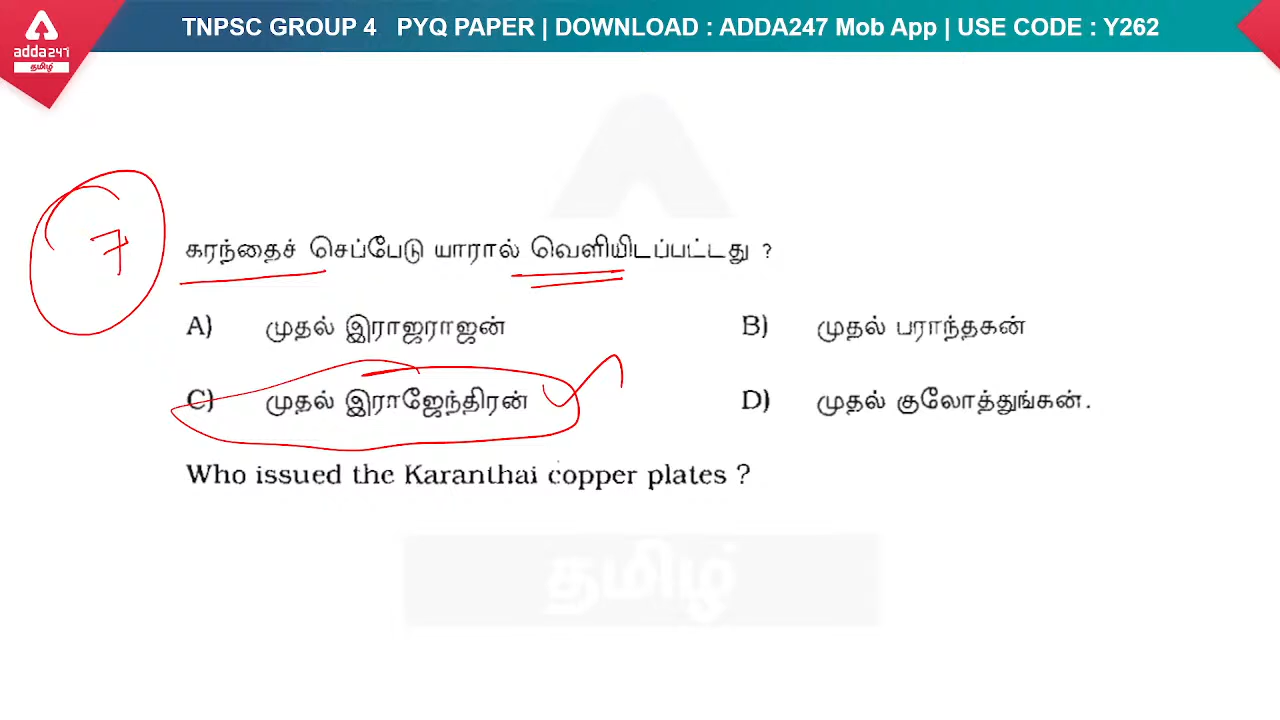 TNPSC GROUP 4 PYQ PAPER | DOWNLOAD : ADDA247 Mob App | USE CODE : Y262
adda247
தமிழ்
7
கரந்தைச் செப்பேடு யாரால் வெளியிடப்பட்டது ?
A) முதல் இராஜராஜன் B) முதல் பராந்தகன்
C) முதல் இராஜேந்திரன் D) முதல் குலோத்துங்கன்.
Who issued the Karanthai copper plates ?
தமிழ்